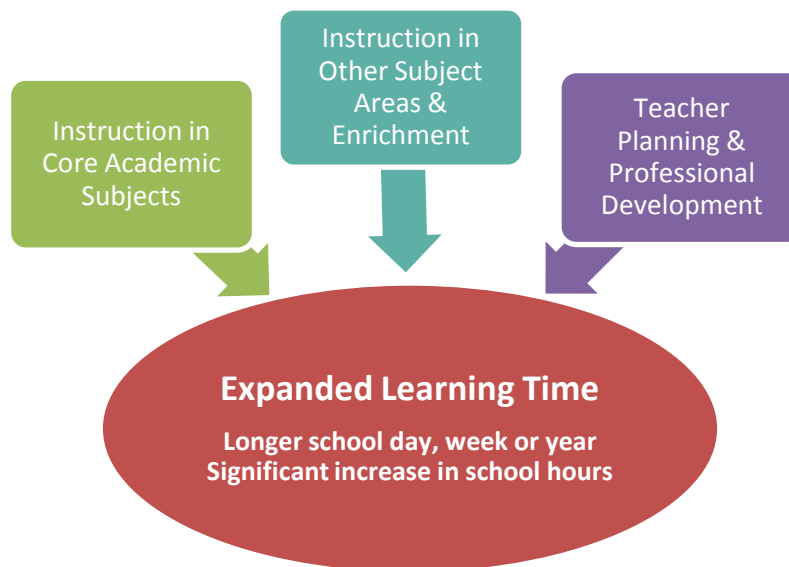 Instruction in
Core Academic
Subjects
Instruction in
Other Subject
Areas &
Enrichment
Teacher
Planning &
Professional
Development
Expanded Learning Time
Longer school day, week or year
Significant increase in school hours